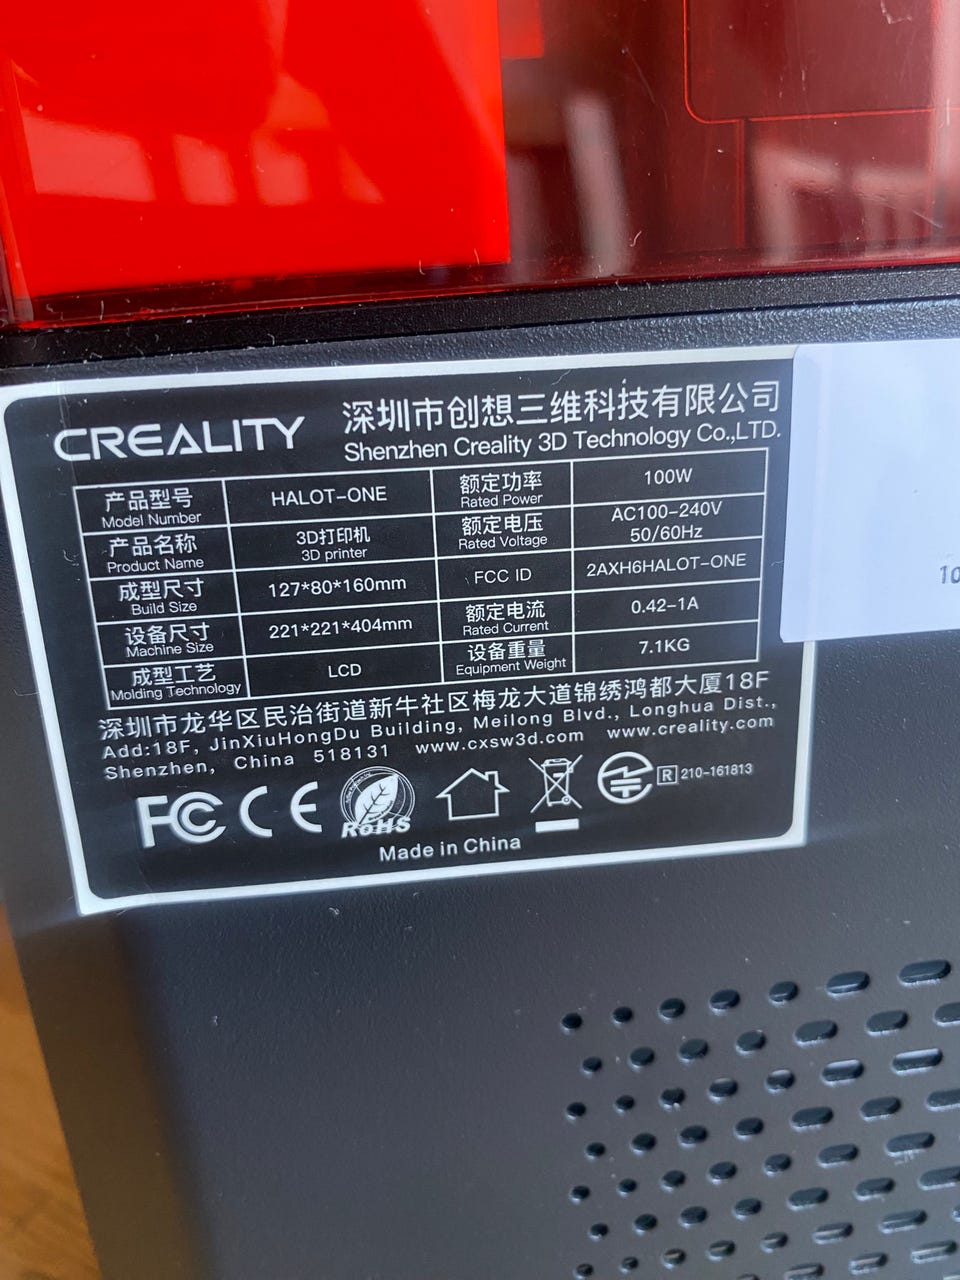 CREALITY
深圳市创想三维科技有限公司
Shenzhen Creality 3D Technology Co.,LTD.
产品型号 HALOT-ONE 额定功率 100W
Model Number Rated Power
产品名称 3D打印机 额定电压 AC100-240V
Product Name 3D printer Rated Voltage 50/60Hz
成型尺寸 127*80*160mm FCC ID 2AXH6HALOT-ONE
Build Size
设备尺寸 221*221*404mm 额定电流 0.42-1A
Machine Size Rated Current
成型工艺 LCD 设备重量 7.1KG
Molding Technology Equipment Weight
深圳市龙华区民治街道新牛社区梅龙大道锦绣鸿都大厦18F
Add:18F, JinXiuHongDu Building, Meilong Blvd., Longhua Dist.,
Shenzhen, China 518131 www.cxsw3d.com www.creality.com
FC CE RoHS R 210-161813
Made in China
10